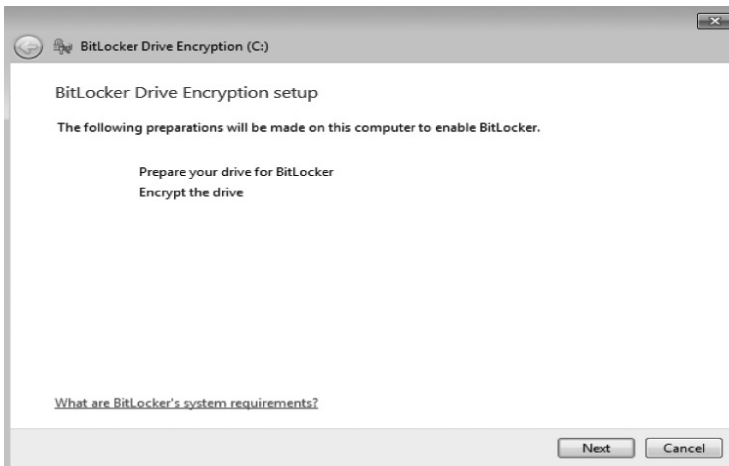 BitLocker Drive Encryption (C:)
BitLocker Drive Encryption setup
The following preparations will be made on this computer to enable BitLocker.
Prepare your drive for BitLocker
Encrypt the drive
What are BitLocker's system requirements?
Next Cancel